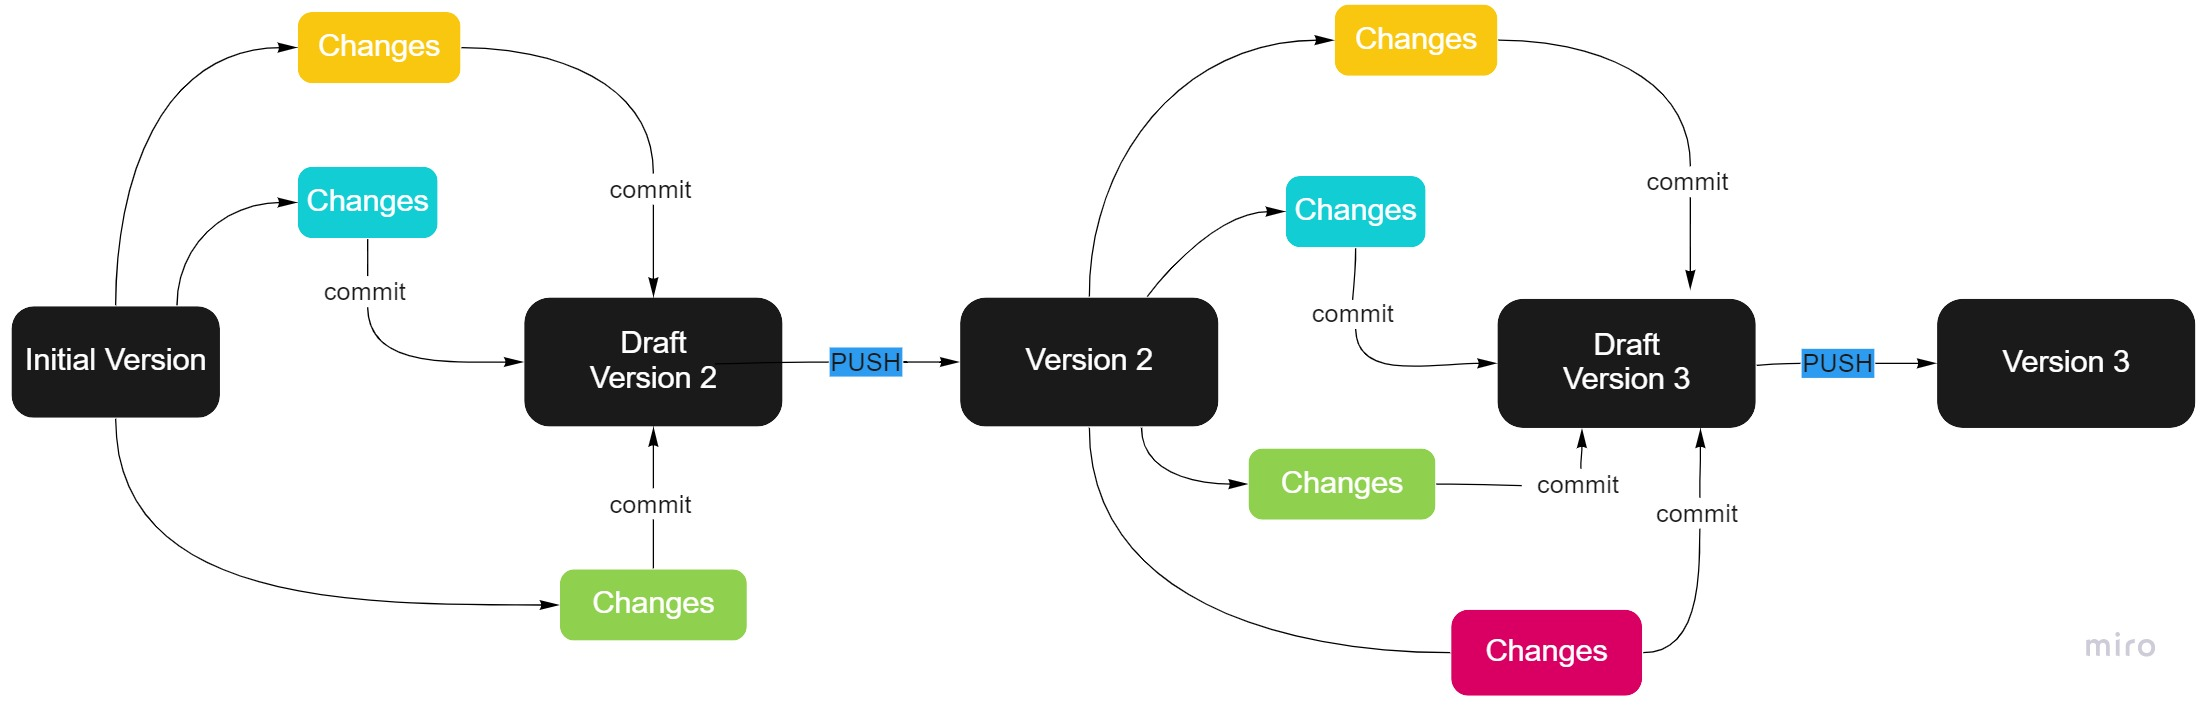 Changes
commit
Changes
commit
Initial Version
Draft
Version 2
PUSH
commit
Changes
Version 2
Changes
commit
Changes
commit
Draft
Version 3
PUSH
Version 3
Changes
commit
commit
Changes
miro